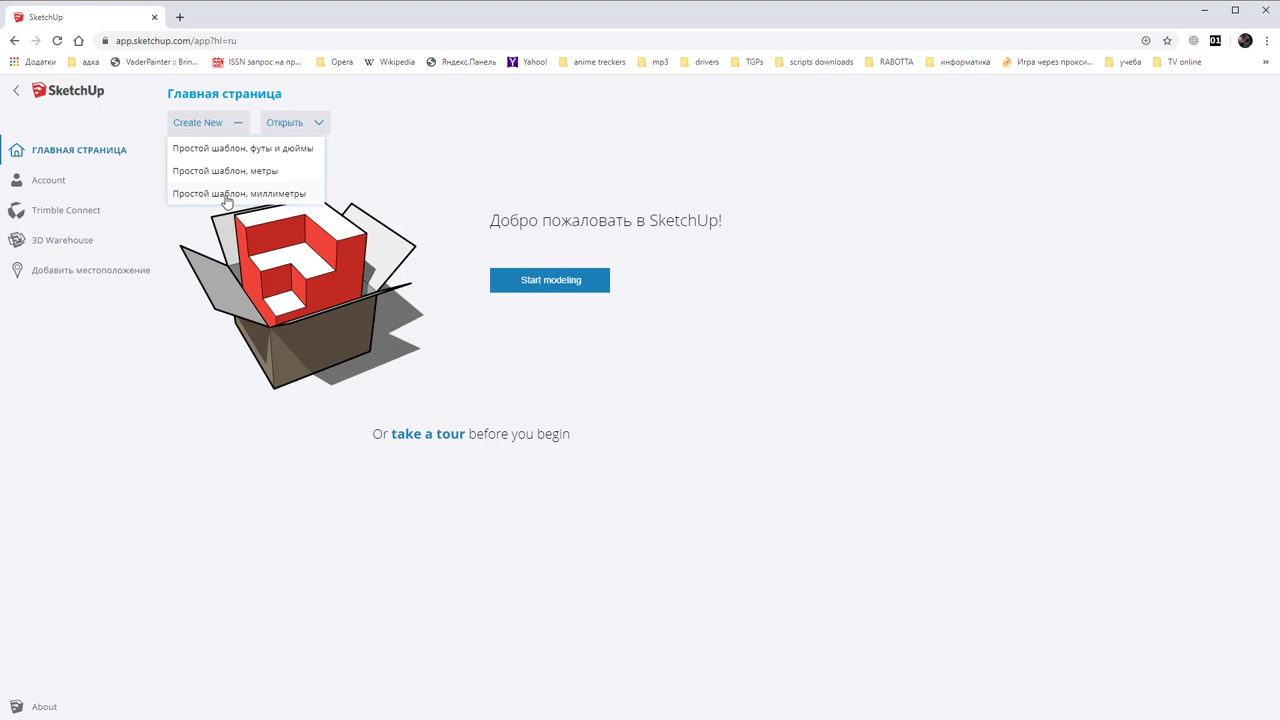 SketchUp
app.sketchup.com/app?hl=ru
01
Додатки
адка
VaderPainter :: Brin...
ISSN запрос на пр...
Opera
Wikipedia
Яндекс.Панель
Yahoo!
anime treckers
mp3
drivers
TGPs
scripts downloads
RABOTTA
информатика
Игра через прокси...
учеба
TV online
»
SketchUp
Главная страница
Create New
Открыть
Простой шаблон, футы и дюймы
Простой шаблон, метры
Простой шаблон, миллиметры
ГЛАВНАЯ СТРАНИЦА
Account
Trimble Connect
3D Warehouse
Добавить местоположение
Добро пожаловать в SketchUp!
Start modeling
Or take a tour before you begin
About